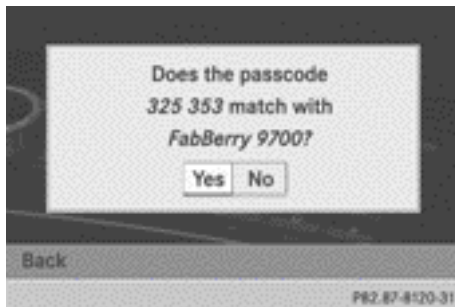 Does the passcode
325 353 match with
FabBerry 9700?
Yes No
Back
P82.87-8120-31